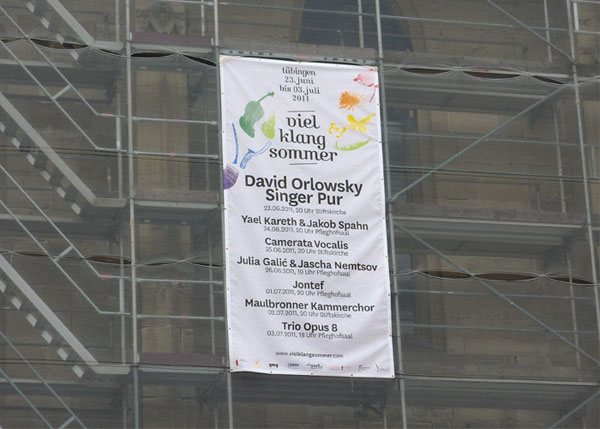 tübingen
23. juni
bis 03. juli
2011
viel
klang
sommer
David Orlowsky
Singer Pur
23.06.2011, 20 Uhr Stiftskirche
Yael Kareth & Jakob Spahn
24.06.2011, 20 Uhr Pfleghofsaal
Camerata Vocalis
25.06.2011, 20 Uhr Stiftskirche
Julia Galić & Jascha Nemtsov
26.06.2011, 19 Uhr Pfleghofsaal
Jontef
01.07.2011, 20 Uhr Pfleghofsaal
Maulbronner Kammerchor
02.07.2011, 20 Uhr Stiftskirche
Trio Opus 8
03.07.2011, 18 Uhr Pfleghofsaal
www.vielklangsommer.com